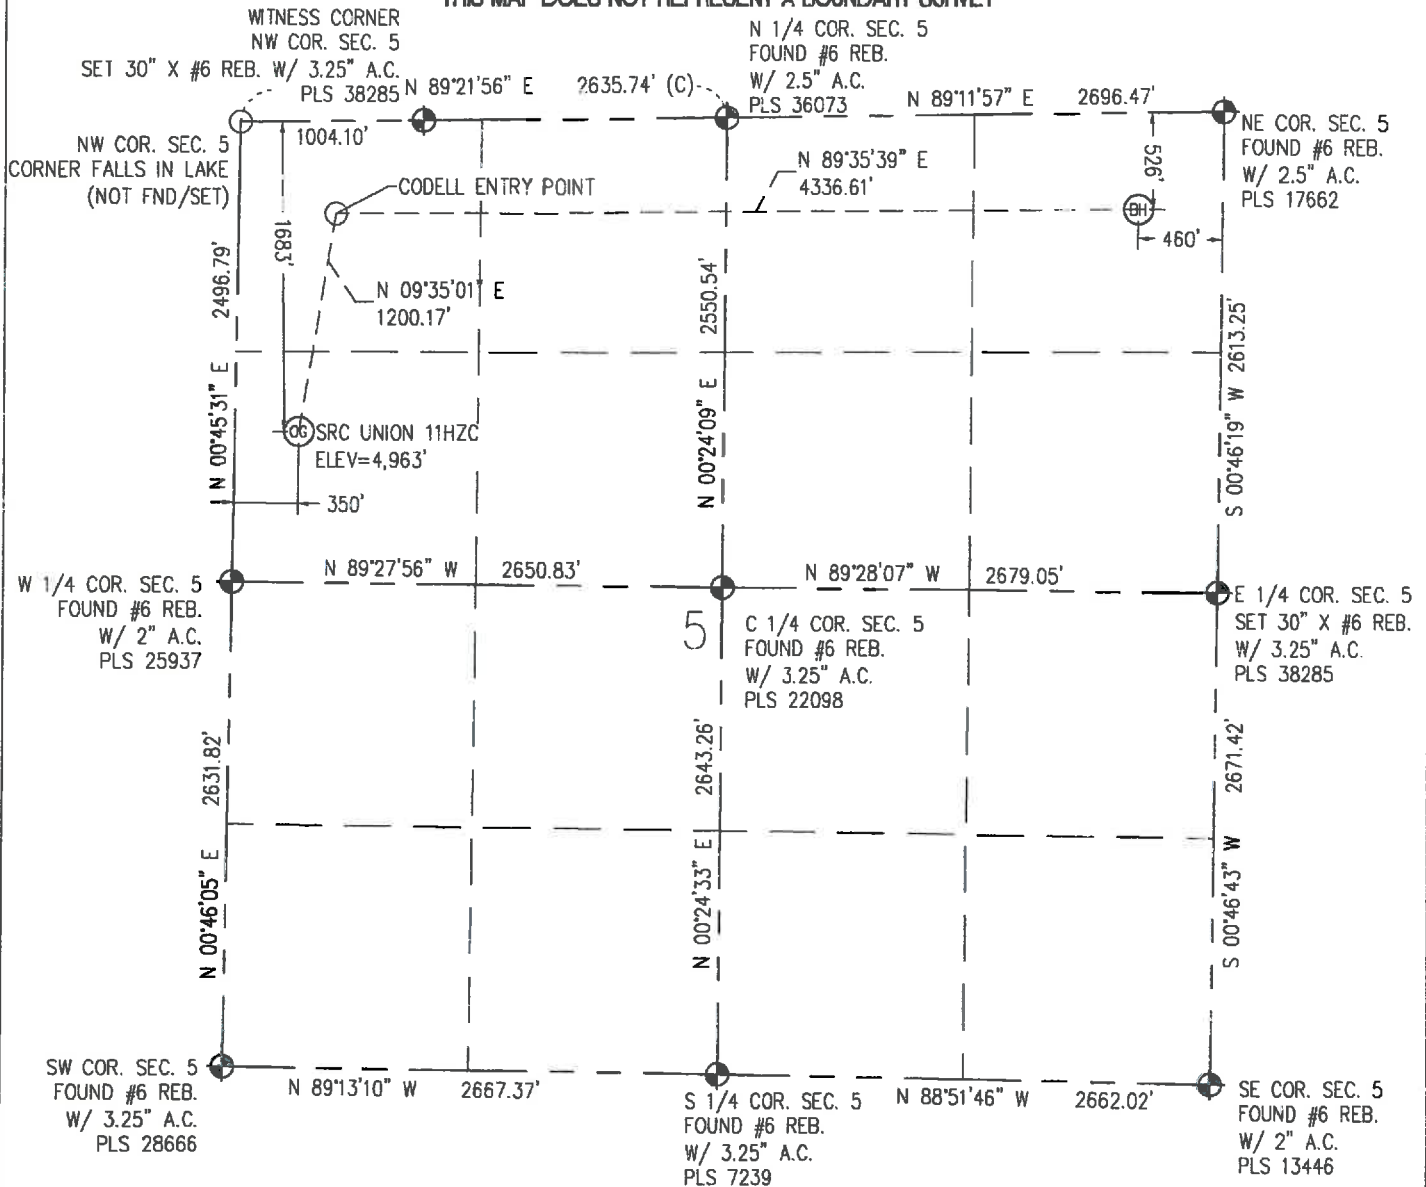 THIS MAP DOES NOT REPRESENT A BOUNDARY SURVEY
WITNESS CORNER
NW COR. SEC. 5
SET 30" X #6 REB. W/ 3.25" A.C.
PLS 38285
N 89°21'56" E
2635.74' (C)
N 1/4 COR. SEC. 5
FOUND #6 REB.
W/ 2.5" A.C.
PLS 36073
N 89°11'57" E
2696.47'
NE COR. SEC. 5
FOUND #6 REB.
W/ 2.5" A.C.
PLS 17662
NW COR. SEC. 5
CORNER FALLS IN LAKE
(NOT FND/SET)
1004.10'
CODELL ENTRY POINT
N 89°35'39" E
4336.61'
526'
BH
460'
1683'
2496.79'
N 00°45'31" E
N 09°35'01" E
1200.17'
2550.54'
N 00°24'09" E
2613.25'
S 00°46'19" W
OG
SRC UNION 11HZC
ELEV=4,963'
350'
W 1/4 COR. SEC. 5
FOUND #6 REB.
W/ 2" A.C.
PLS 25937
N 89°27'56" W
2650.83'
N 89°28'07" W
2679.05'
5
C 1/4 COR. SEC. 5
FOUND #6 REB.
W/ 3.25" A.C.
PLS 22098
E 1/4 COR. SEC. 5
SET 30" X #6 REB.
W/ 3.25" A.C.
PLS 38285
2631.82'
N 00°46'05" E
2643.26'
N 00°24'33" E
2671.42'
S 00°46'43" W
SW COR. SEC. 5
FOUND #6 REB.
W/ 3.25" A.C.
PLS 28666
N 89°13'10" W
2667.37'
S 1/4 COR. SEC. 5
FOUND #6 REB.
W/ 3.25" A.C.
PLS 7239
N 88°51'46" W
2662.02'
SE COR. SEC. 5
FOUND #6 REB.
W/ 2" A.C.
PLS 13446